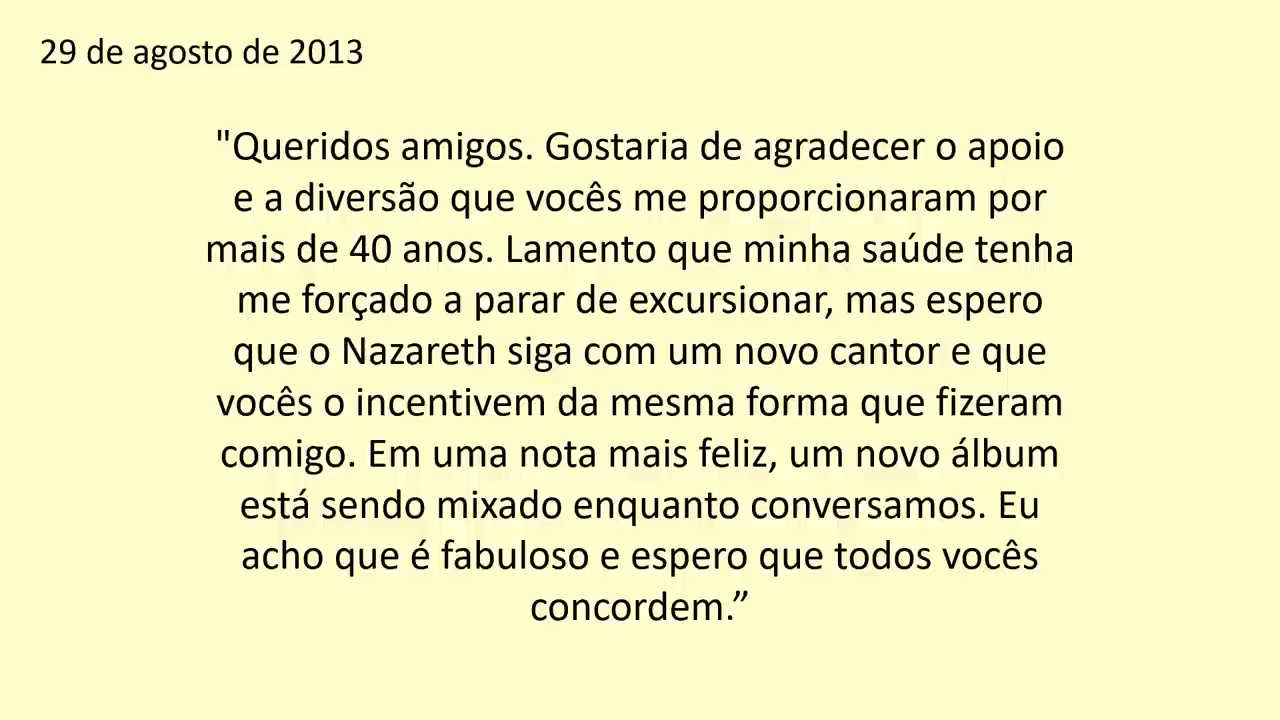 29 de agosto de 2013
"Queridos amigos. Gostaria de agradecer o apoio
e a diversão que vocês me proporcionaram por
mais de 40 anos. Lamento que minha saúde tenha
me forçado a parar de excursionar, mas espero
que o Nazareth siga com um novo cantor e que
vocês o incentivem da mesma forma que fizeram
comigo. Em uma nota mais feliz, um novo álbum
está sendo mixado enquanto conversamos. Eu
acho que é fabuloso e espero que todos vocês
concordem.”